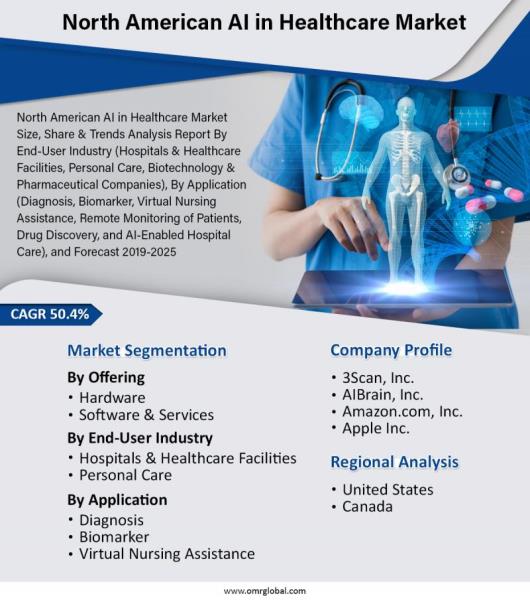 North American AI in Healthcare Market
North American AI in Healthcare Market
Size, Share & Trends Analysis Report By
End-User Industry (Hospitals & Healthcare
Facilities, Personal Care, Biotechnology &
Pharmaceutical Companies), By Application
(Diagnosis, Biomarker, Virtual Nursing
Assistance, Remote Monitoring of Patients,
Drug Discovery, and AI-Enabled Hospital
Care), and Forecast 2019-2025
CAGR 50.4%
Market Segmentation
By Offering
• Hardware
• Software & Services
By End-User Industry
• Hospitals & Healthcare Facilities
• Personal Care
By Application
• Diagnosis
• Biomarker
• Virtual Nursing Assistance
Company Profile
• 3Scan, Inc.
• AIBrain, Inc.
• Amazon.com, Inc.
• Apple Inc.
Regional Analysis
• United States
• Canada
www.omrglobal.com